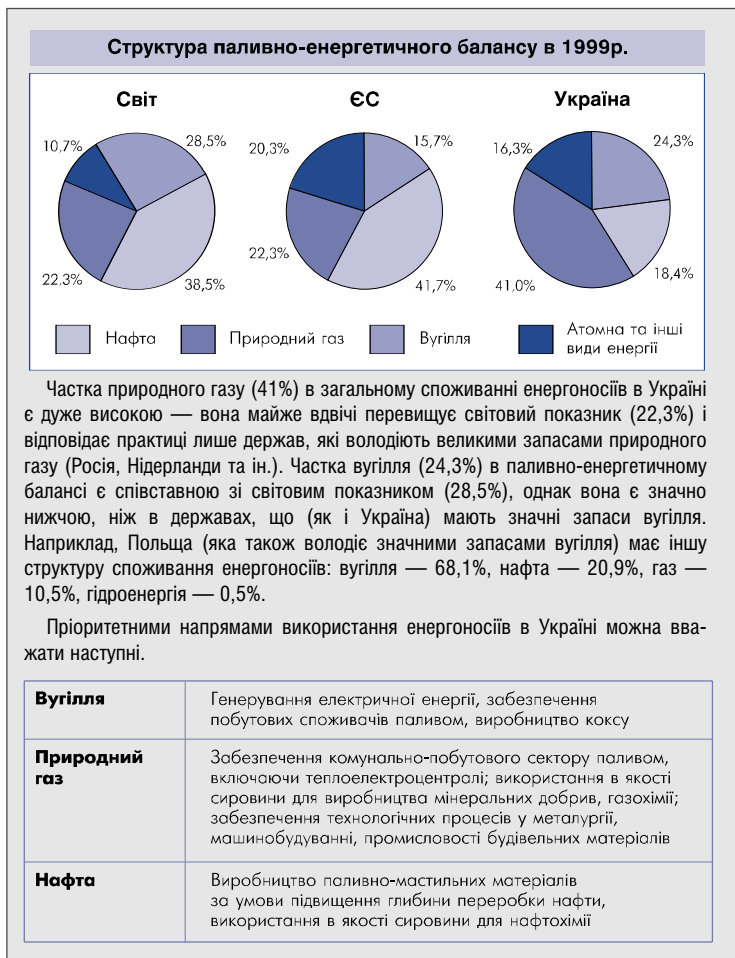 Структура паливно-енергетичного балансу в 1999р.
Світ
ЄС
Україна
10,7%
28,5%
22,3%
38,5%
20,3%
15,7%
22,3%
41,7%
16,3%
24,3%
41,0%
18,4%
Нафта
Природний газ
Вугілля
Атомна та інші
види енергії
Частка природного газу (41%) в загальному споживанні енергоносіїв в Україні
є дуже високою — вона майже вдвічі перевищує світовий показник (22,3%) і
відповідає практиці лише держав, які володіють великими запасами природного
газу (Росія, Нідерланди та ін.). Частка вугілля (24,3%) в паливно-енергетичному
балансі є співставною зі світовим показником (28,5%), однак вона є значно
нижчою, ніж в державах, що (як і Україна) мають значні запаси вугілля.
Наприклад, Польща (яка також володіє значними запасами вугілля) має іншу
структуру споживання енергоносіїв: вугілля — 68,1%, нафта — 20,9%, газ —
10,5%, гідроенергія — 0,5%.
Пріоритетними напрямами використання енергоносіїв в Україні можна вва-
жати наступні.
Вугілля
Генерування електричної енергії, забезпечення
побутових споживачів паливом, виробництво коксу
Природний
газ
Забезпечення комунально-побутового сектору паливом,
включаючи теплоелектроцентралі; використання в якості
сировини для виробництва мінеральних добрив, газохімії;
забезпечення технологічних процесів у металургії,
машинобудуванні, промисловості будівельних матеріалів
Нафта
Виробництво паливно-мастильних матеріалів
за умови підвищення глибини переробки нафти,
використання в якості сировини для нафтохімії